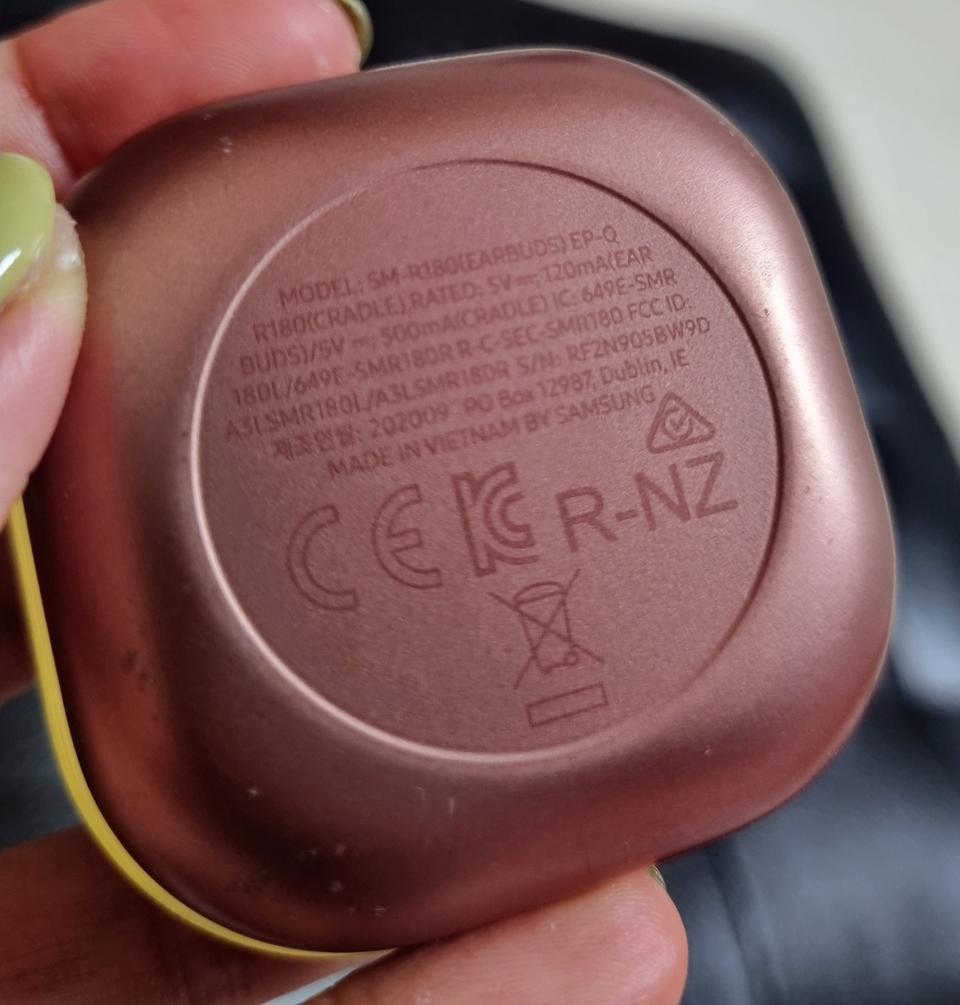 MODEL: SM-R180(EARBUDS) EP-Q
R180(CRADLE),RATED: 5V⎓; 120mA(EAR
BUDS)/5V ⎓; 500mA(CRADLE) IC: 649E-SMR
180L/649E-SMR180R R-C-SEC-SMR180 FCC ID:
A3LSMR180L/A3LSMR180R S/N: RF2N905BW9D
제조연월: 202009 PO Box 12987, Dublin, IE
MADE IN VIETNAM BY SAMSUNG
CE KC R-NZ